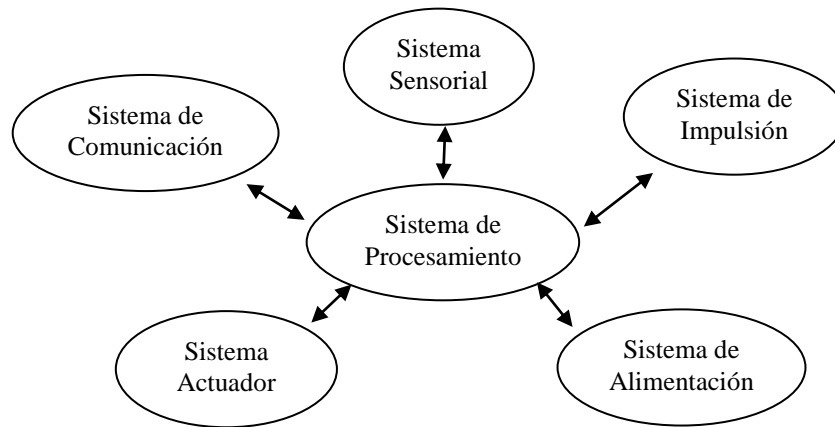 Sistema
Sensorial
Sistema de
Comunicación
Sistema de
Impulsión
Sistema de
Procesamiento
Sistema
Actuador
Sistema de
Alimentación